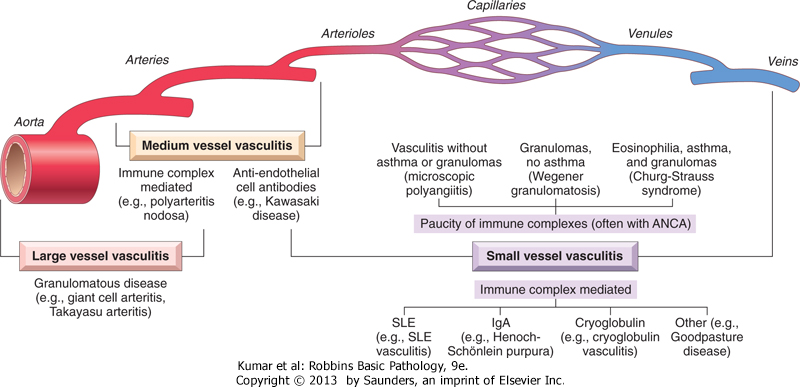 Capillaries
Arterioles
Venules
Arteries
Veins
Aorta
Medium vessel vasculitis
Immune complex
mediated
(e.g., polyarteritis
nodosa)
Anti-endothelial
cell antibodies
(e.g., Kawasaki
disease)
Vasculitis without
asthma or granulomas
(microscopic
polyangiitis)
Granulomas,
no asthma
(Wegener
granulomatosis)
Eosinophilia, asthma,
and granulomas
(Churg-Strauss
syndrome)
Paucity of immune complexes (often with ANCA)
Large vessel vasculitis
Granulomatous disease
(e.g., giant cell arteritis,
Takayasu arteritis)
Small vessel vasculitis
Immune complex mediated
SLE
(e.g., SLE
vasculitis)
IgA
(e.g., Henoch-
Schönlein purpura)
Cryoglobulin
(e.g., cryoglobulin
vasculitis)
Other (e.g.,
Goodpasture
disease)
Kumar et al: Robbins Basic Pathology, 9e.
Copyright © 2013 by Saunders, an imprint of Elsevier Inc.